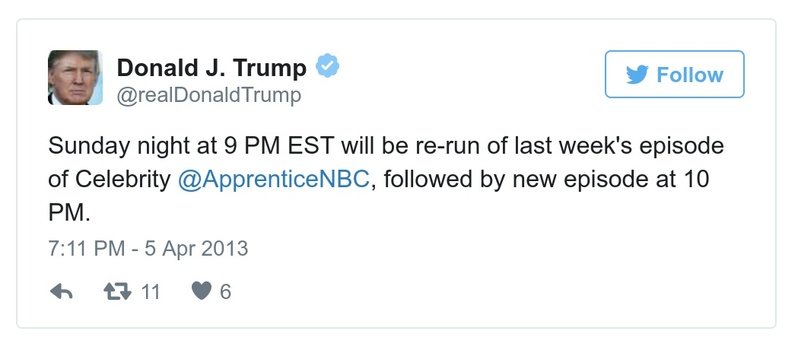 Donald J. Trump
@realDonaldTrump
Follow
Sunday night at 9 PM EST will be re-run of last week's episode
of Celebrity @ApprenticeNBC, followed by new episode at 10
PM.
7:11 PM - 5 Apr 2013
11 6